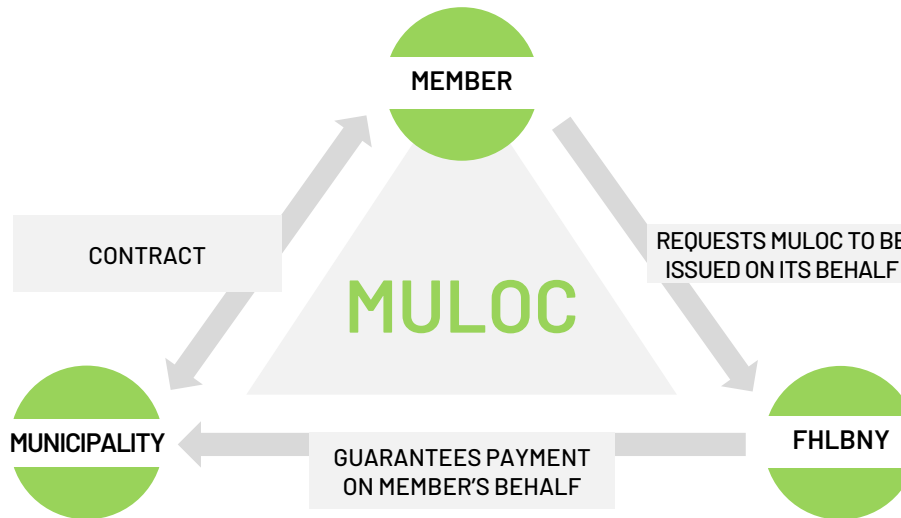 MEMBER
CONTRACT
REQUESTS MULOC TO BE
ISSUED ON ITS BEHALF
MULOC
MUNICIPALITY
GUARANTEES PAYMENT
ON MEMBER'S BEHALF
FHLBNY